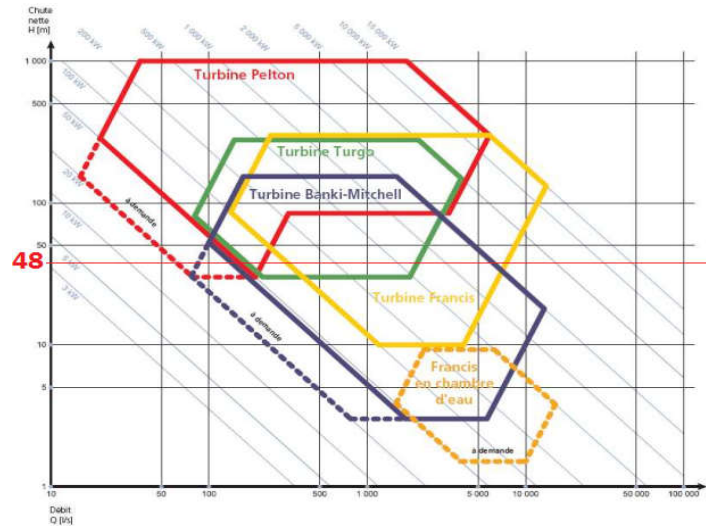 Chute
nette
H [m]
200 kW
500 kW
1 000 kW
2 000 kW
5 000 kW
10 000 kW
15 000 kW
1 000
Turbine Pelton
100 kW
500
50 kW
Turbine Turgo
20 kW
Turbine Banki-Mitchell
100
à demande
10 kW
50
48
5 kW
3 kW
Turbine Francis
à demande
10
Francis
en chambre
d'eau
5
à demande
1
10
100
500
1 000
5 000
10 000
50 000
100 000
Débit
Q [l/s]